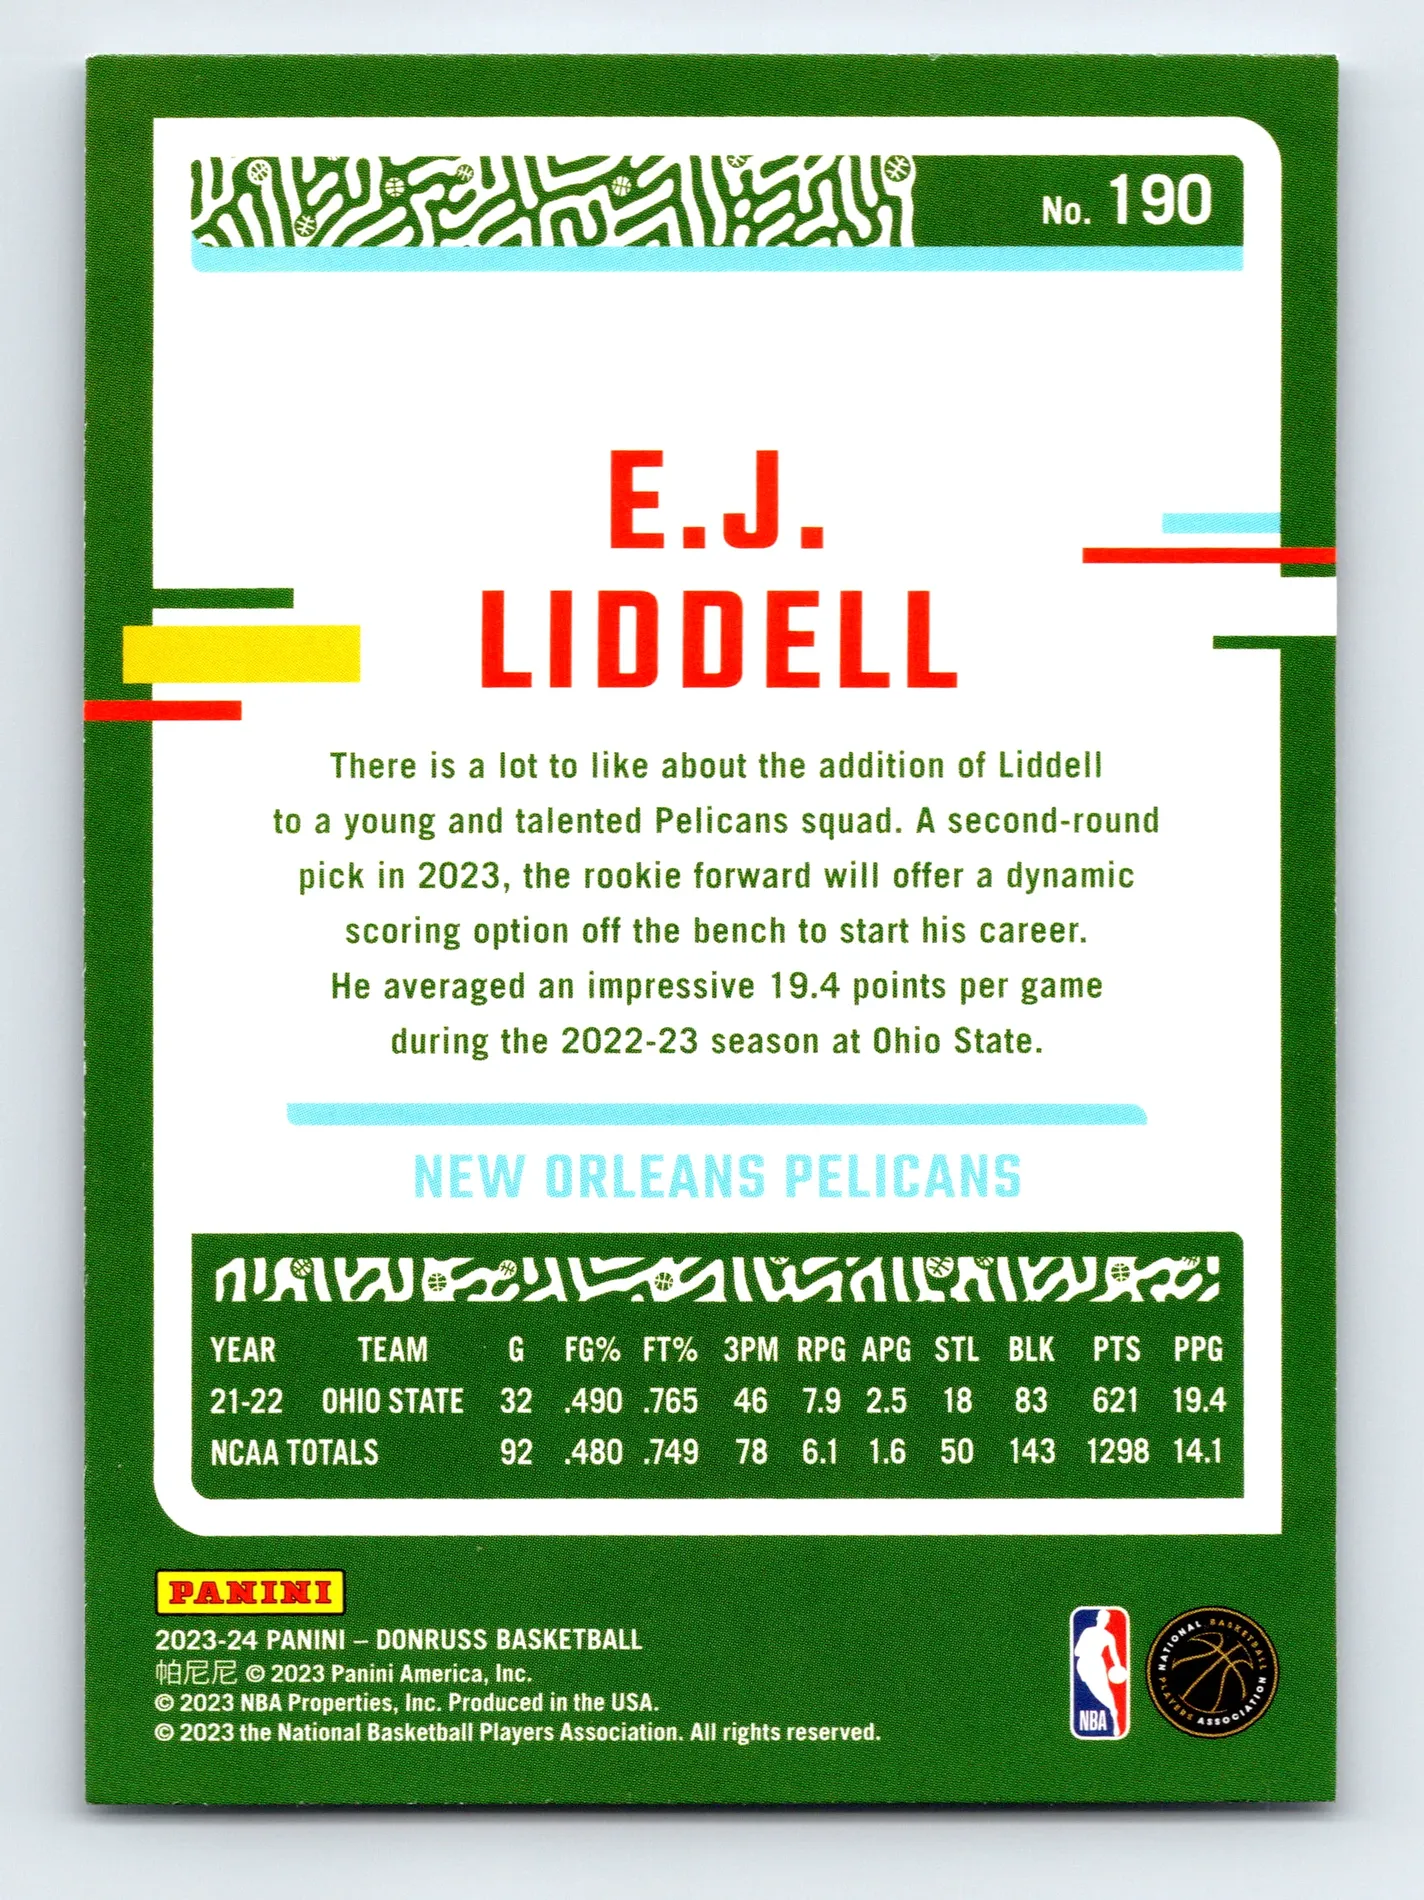 No. 190
E.J.
LIDDELL
There is a lot to like about the addition of Liddell
to a young and talented Pelicans squad. A second-round
pick in 2023, the rookie forward will offer a dynamic
scoring option off the bench to start his career.
He averaged an impressive 19.4 points per game
during the 2022-23 season at Ohio State.
NEW ORLEANS PELICANS
YEAR TEAM G FG% FT% 3PM RPG APG STL BLK PTS PPG
21-22 OHIO STATE 32 .490 .765 46 7.9 2.5 18 83 621 19.4
NCAA TOTALS 92 .480 .749 78 6.1 1.6 50 143 1298 14.1
PANINI
2023-24 PANINI – DONRUSS BASKETBALL
帕尼尼 © 2023 Panini America, Inc.
© 2023 NBA Properties, Inc. Produced in the USA.
© 2023 the National Basketball Players Association. All rights reserved.
NBA
NATIONAL BASKETBALL PLAYERS ASSOCIATION